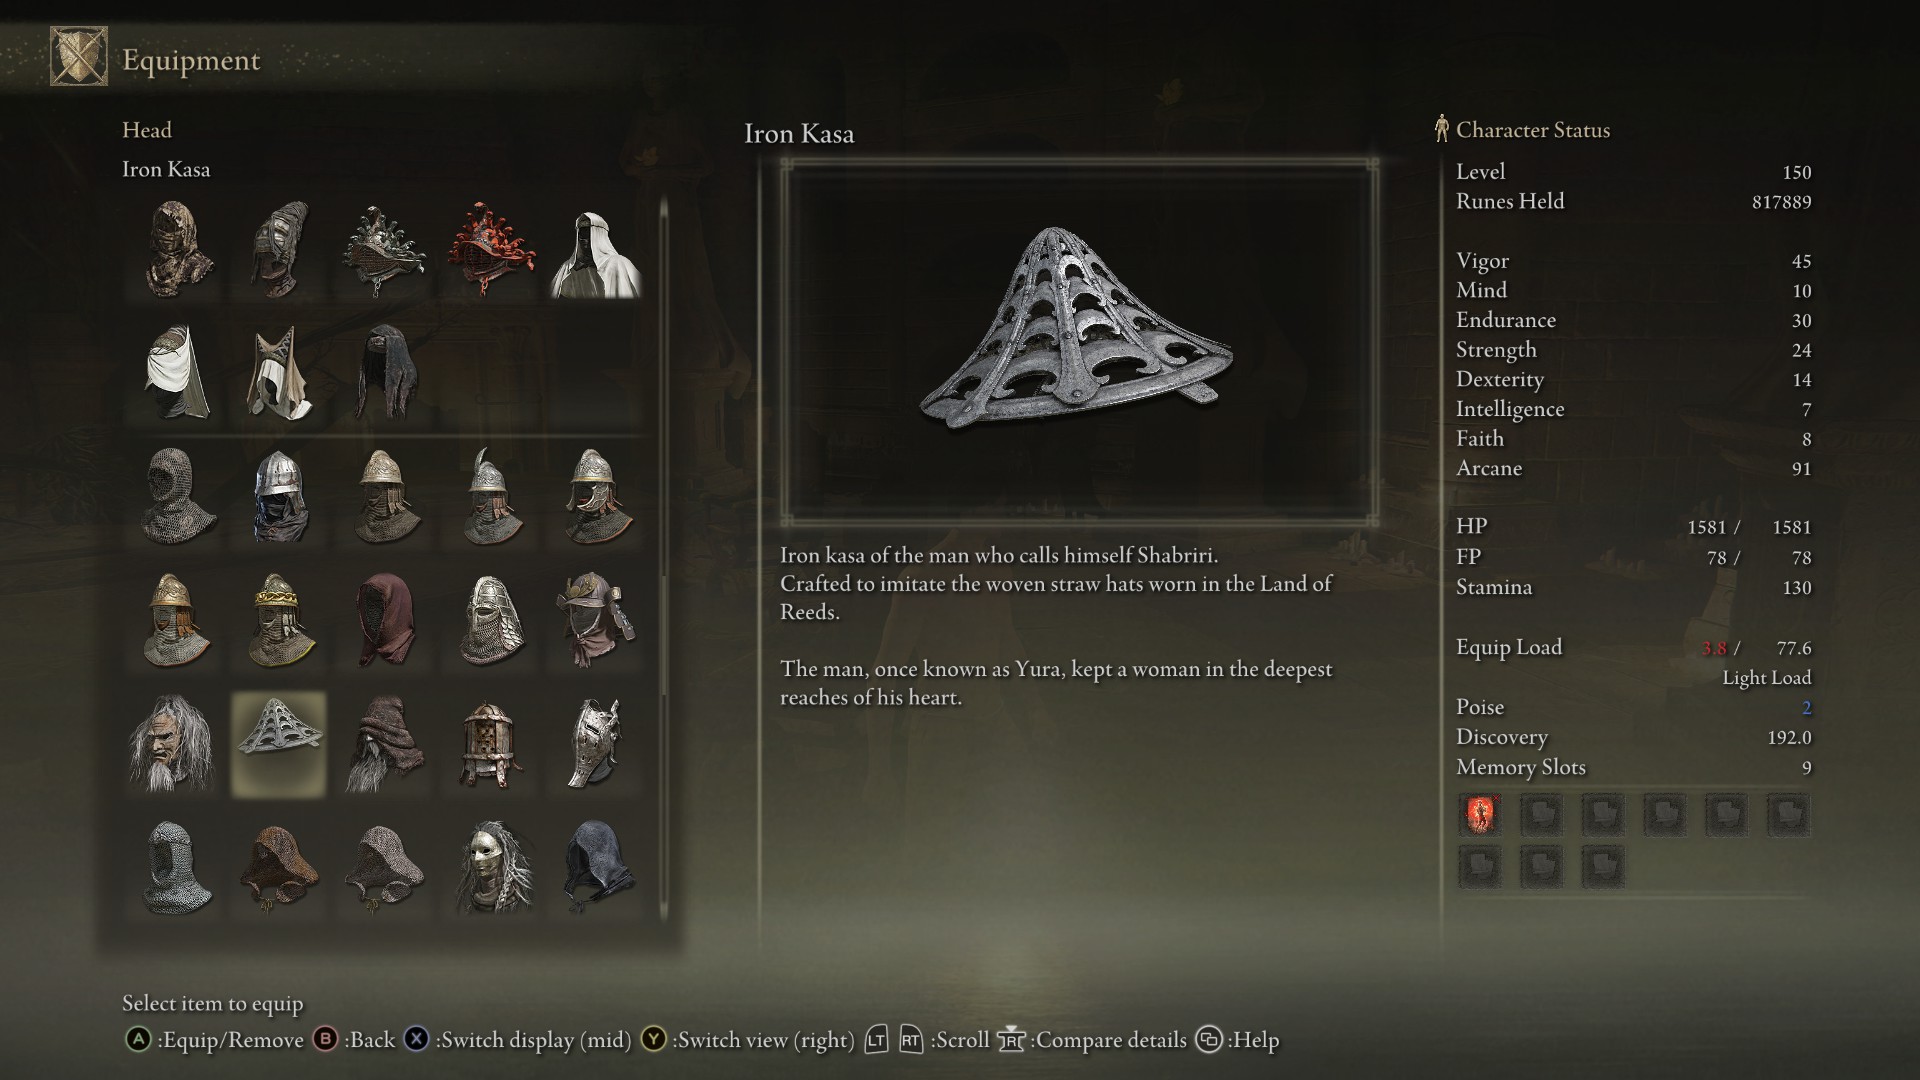 Equipment
Head
Iron Kasa
Iron Kasa
Iron kasa of the man who calls himself Shabriri.
Crafted to imitate the woven straw hats worn in the Land of
Reeds.
The man, once known as Yura, kept a woman in the deepest
reaches of his heart.
Character Status
Level 150
Runes Held 817889
Vigor 45
Mind 10
Endurance 30
Strength 24
Dexterity 14
Intelligence 7
Faith 8
Arcane 91
HP 1581 / 1581
FP 78 / 78
Stamina 130
Equip Load 3.8 / 77.6
Light Load
Poise 2
Discovery 192.0
Memory Slots 9
Select item to equip
A :Equip/Remove B :Back X :Switch display (mid) Y :Switch view (right) LT RT :Scroll R :Compare details :Help